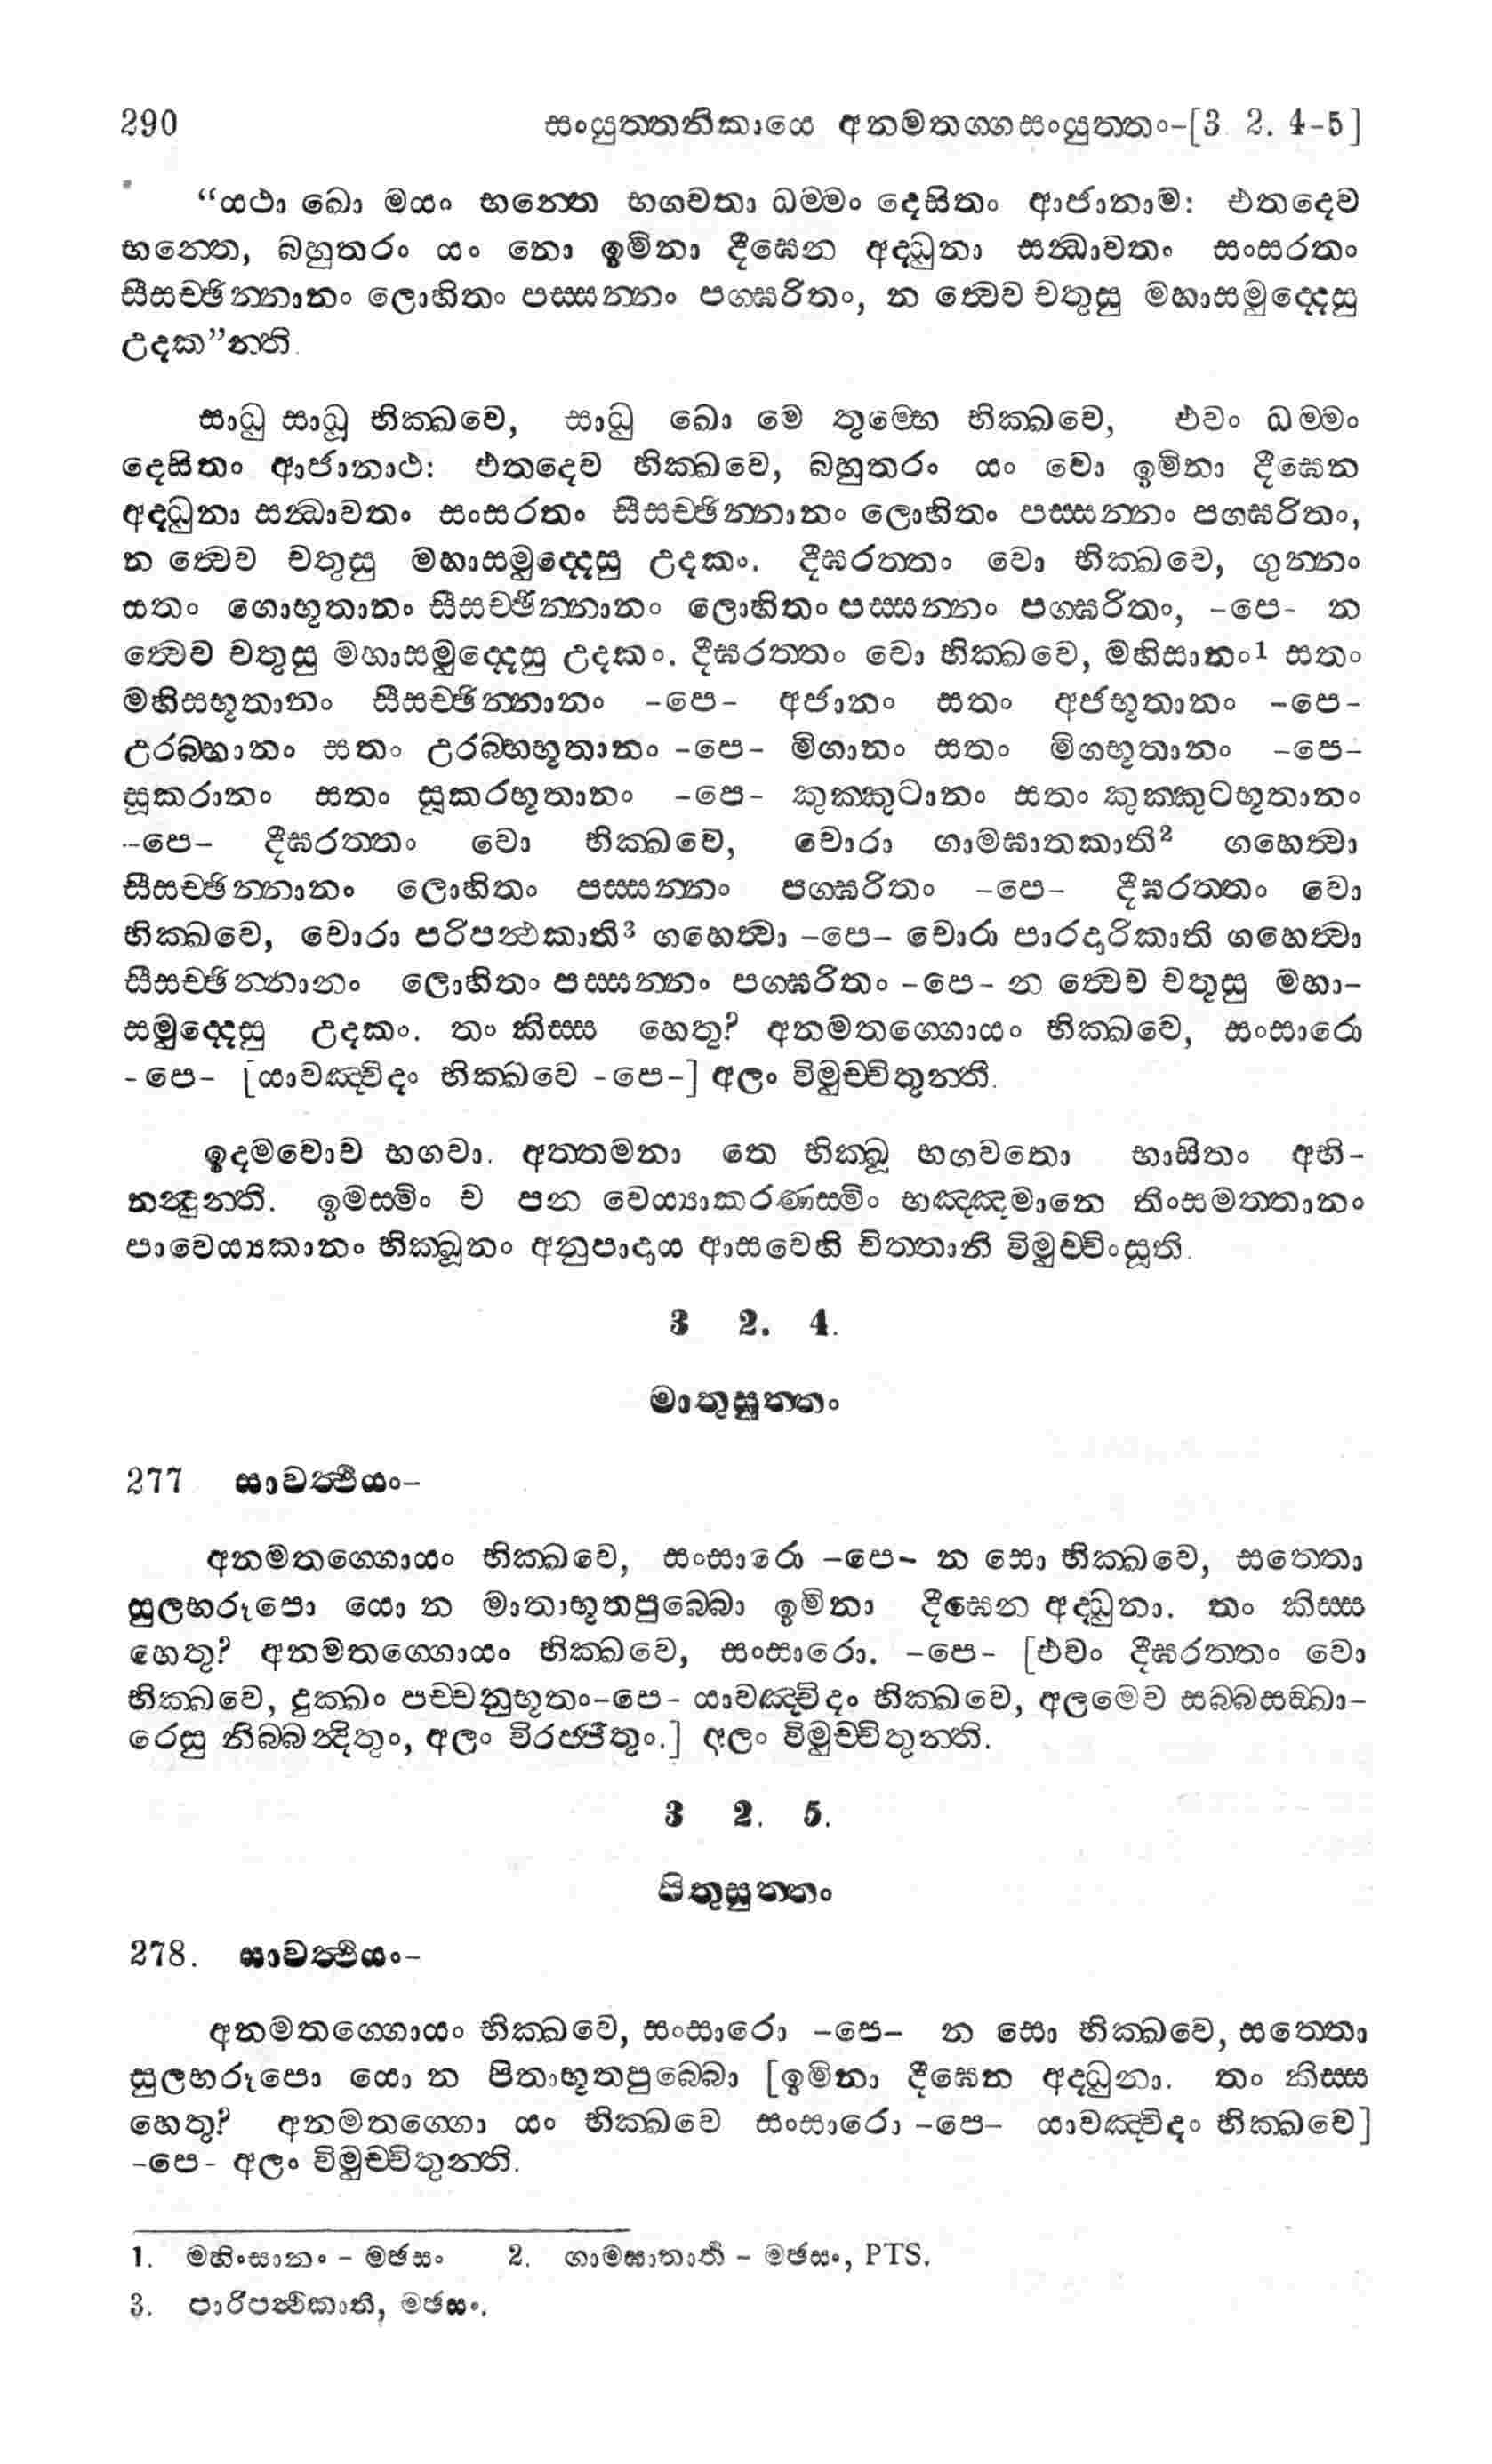 290 සංයුත්තනිකායෙ අනමතග්ගසංයුත්තං-[3 2. 4-5]
“යථා ඛො මයං භන්තෙ භගවතා ධම්මං දෙසිතං ආජානාම: එතදෙව
භන්තෙ, බහුතරං යං නො ඉමිනා දීඝෙන අද්ධුනා සන්ධාවතං සංසරතං
සීසච්ඡින්නානං ලොහිතං පස්සන්නං පග්ඝරිතං, න ත්වෙව චතුසු මහාසමුද්දෙසු
උදක”න්ති.
සාධු සාධූ භික්ඛවෙ, සාධු ඛො මෙ තුම්හෙ භික්ඛවෙ, එවං ධම්මං
දෙසිතං ආජානාථ: එතදෙව භික්ඛවෙ, බහුතරං යං වො ඉමිනා දීඝෙන
අද්ධුනා සන්ධාවතං සංසරතං සීසච්ඡින්නානං ලොහිතං පස්සන්නං පග්ඝරිතං,
න ත්වෙව චතුසු මහාසමුද්දෙසු උදකං. දීඝරත්තං වො භික්ඛවෙ, ගුන්නං
සතං ගොභූතානං සීසච්ඡින්නානං ලොහිතං පස්සන්නං පග්ඝරිතං, -පෙ- න
ත්වෙව චතුසු මහාසමුද්දෙසු උදකං. දීඝරත්තං වො භික්ඛවෙ, මහිසානං1 සතං
මහිසභූතානං සීසච්ඡින්නානං -පෙ- අජානං සතං අජභූතානං -පෙ-
උරබ්භානං සතං උරබ්භභූතානං -පෙ- මිගානං සතං මිගභූතානං -පෙ-
සූකරානං සතං සූකරභූතානං -පෙ- කුක්කුටානං සතං කුක්කුටභූතානං
-පෙ- දීඝරත්තං වො භික්ඛවෙ, චොරා ගාමඝාතකාති2 ගහෙත්වා
සීසච්ඡින්නානං ලොහිතං පස්සන්නං පග්ඝරිතං -පෙ- දීඝරත්තං වො
භික්ඛවෙ, චොරා පරිපන්ථකාති3 ගහෙත්වා -පෙ- චොරා පාරදාරිකාති ගහෙත්වා
සීසච්ඡින්නානං ලොහිතං පස්සන්නං පග්ඝරිතං -පෙ- න ත්වෙව චතූසු මහා-
සමුද්දෙසු උදකං. තං කිස්ස හෙතු? අනමතග්ගොයං භික්ඛවෙ, සංසාරො
-පෙ- [යාවඤ්චිදං භික්ඛවෙ -පෙ-] අලං විමුච්චිතුන්තී.
ඉදමවොච භගවා. අත්තමනා තෙ භික්ඛූ භගවතො භාසිතං අභි-
නන්දුන්ති. ඉමස්මිං ච පන වෙය්‍යාකරණස්මිං භඤ්ඤමානෙ තිංසමත්තානං
පාවෙය්‍යකානං භික්ඛූනං අනුපාදාය ආසවෙහි චිත්තානි විමුච්චිංසූති.
3 2. 4.
මාතුසුත්තං
277 සාවත්ථියං-
අනමතග්ගොයං භික්ඛවෙ, සංසාරො -පෙ- න සො භික්ඛවෙ, සත්තො
සුලභරූපො යො න මාතාභූතපුබ්බො ඉමිනා දීඝෙන අද්ධුනා. තං කිස්ස
හෙතු? අනමතග්ගොයං භික්ඛවෙ, සංසාරො. -පෙ- [එවං දීඝරත්තං වො
භික්ඛවෙ, දුක්ඛං පච්චනුභූතං-පෙ- යාවඤ්චිදං භික්ඛවෙ, අලමෙව සබ්බසඞ්ඛා-
රෙසු නිබ්බින්දිතුං, අලං විරජ්ජිතුං.] අලං විමුච්චිතුන්ති.
3 2. 5.
පිතුසුත්තං
278. සාවත්ථියං-
අනමතග්ගොයං භික්ඛවෙ, සංසාරො -පෙ- න සො භික්ඛවෙ, සත්තො
සුලභරූපො යො න පිතාභූතපුබ්බො [ඉමිනා දීඝෙන අද්ධුනා. තං කිස්ස
හෙතු? අනමතග්ගො යං භික්ඛවෙ සංසාරො -පෙ- යාවඤ්චිදං භික්ඛවෙ]
-පෙ- අලං විමුච්චිතුන්ති.
1. මහිංසානං - මඡසං 2. ගාමඝාතාති - මඡසං, PTS.
3. පාරිපන්ථිකාති, මඡසං.